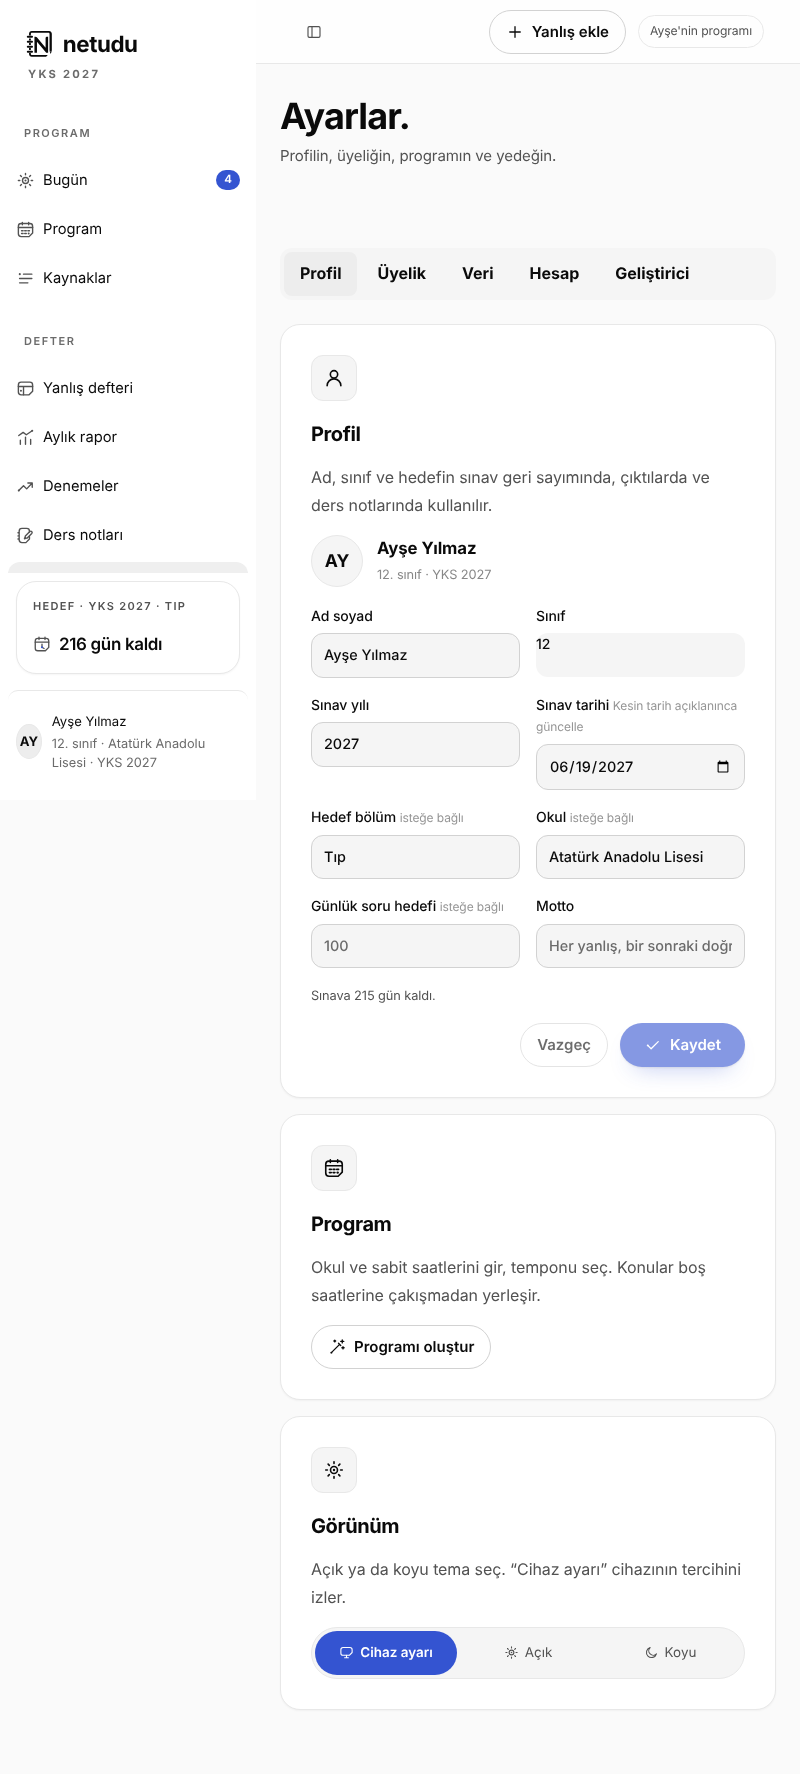 netudu
YKS 2027
PROGRAM
Bugün
4
Program
Kaynaklar
DEFTER
Yanlış defteri
Aylık rapor
Denemeler
Ders notları
HEDEF · YKS 2027 · TIP
216 gün kaldı
AY
Ayşe Yılmaz
12. sınıf · Atatürk Anadolu
Lisesi · YKS 2027
Yanlış ekle
Ayşe'nin programı
Ayarlar.
Profilin, üyeliğin, programın ve yedeğin.
Profil
Üyelik
Veri
Hesap
Geliştirici
Profil
Ad, sınıf ve hedefin sınav geri sayımında, çıktılarda ve
ders notlarında kullanılır.
AY
Ayşe Yılmaz
12. sınıf · YKS 2027
Ad soyad
Ayşe Yılmaz
Sınıf
12
Sınav yılı
2027
Sınav tarihi Kesin tarih açıklanınca
güncelle
06/19/2027
Hedef bölüm isteğe bağlı
Tıp
Okul isteğe bağlı
Atatürk Anadolu Lisesi
Günlük soru hedefi isteğe bağlı
100
Motto
Her yanlış, bir sonraki doğr
Sınava 215 gün kaldı.
Vazgeç
Kaydet
Program
Okul ve sabit saatlerini gir, temponu seç. Konular boş
saatlerine çakışmadan yerleşir.
Programı oluştur
Görünüm
Açık ya da koyu tema seç. “Cihaz ayarı” cihazının tercihini
izler.
Cihaz ayarı
Açık
Koyu